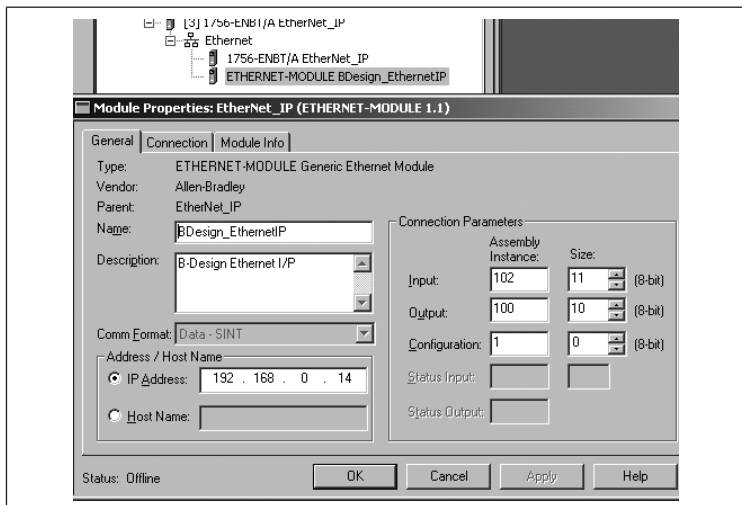 [3] 1756-ENBT/A EtherNet_IP
Ethernet
1756-ENBT/A EtherNet_IP
ETHERNET-MODULE BDesign_EthernetIP
Module Properties: EtherNet_IP (ETHERNET-MODULE 1.1)
General Connection Module Info
Type: ETHERNET-MODULE Generic Ethernet Module
Vendor: Allen-Bradley
Parent: EtherNet_IP
Name: BDesign_EthernetIP
Description: B-Design Ethernet I/P
Comm Format: Data - SINT
Address / Host Name
IP Address: 192 . 168 . 0 . 14
Host Name:
Connection Parameters
Assembly
Instance: Size:
Input: 102 11 (8-bit)
Output: 100 10 (8-bit)
Configuration: 1 0 (8-bit)
Status Input:
Status Output:
Status: Offline OK Cancel Apply Help